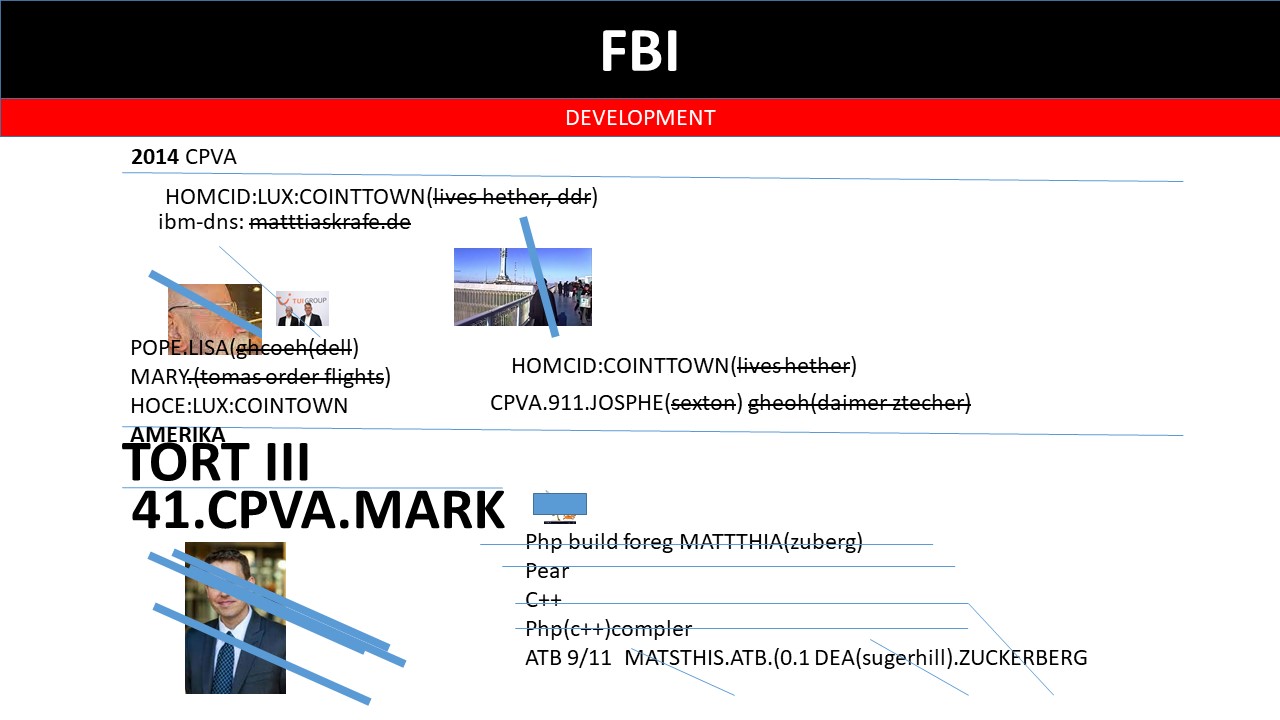 FBI
DEVELOPMENT
2014 CPVA
HOMCID:LUX:COINTTOWN(lives hether, ddr)
ibm-dns: matttiaskrafe.de
TUI GROUP
POPE.LISA(ghcoeh(dell)
MARY.(tomas order flights)
HOCE:LUX:COINTOWN
AMERIKA
HOMCID:COINTTOWN(lives hether)
CPVA.911.JOSPHE(sexton) gheoh(daimer ztecher)
TORT III
41.CPVA.MARK
Php build foreg MATTTHIA(zuberg)
Pear
C++
Php(c++)compler
ATB 9/11 MATSTHIS.ATB.(0.1 DEA(sugerhill).ZUCKERBERG